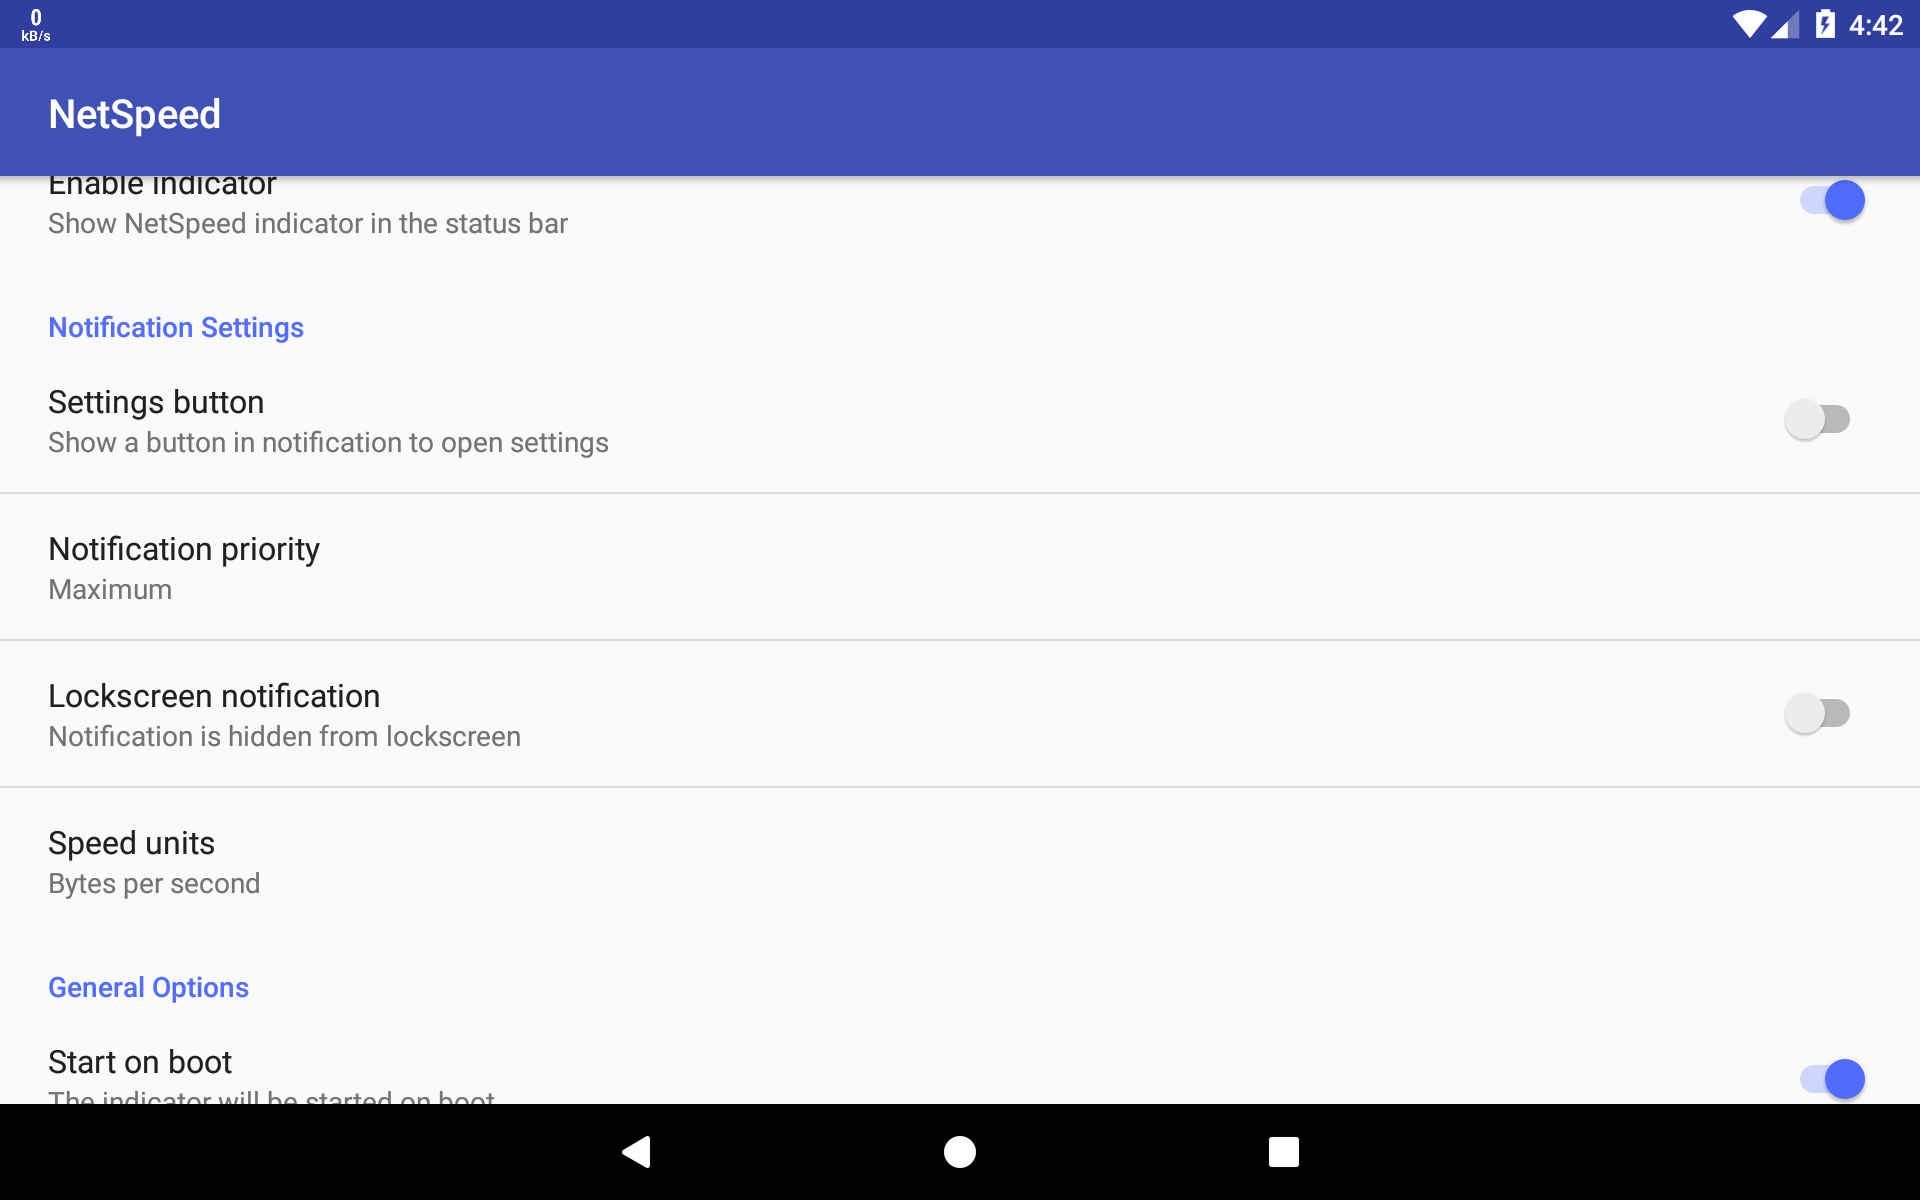 0
kB/s
4:42
NetSpeed
Enable indicator
Show NetSpeed indicator in the status bar
Notification Settings
Settings button
Show a button in notification to open settings
Notification priority
Maximum
Lockscreen notification
Notification is hidden from lockscreen
Speed units
Bytes per second
General Options
Start on boot
The indicator will be started on boot